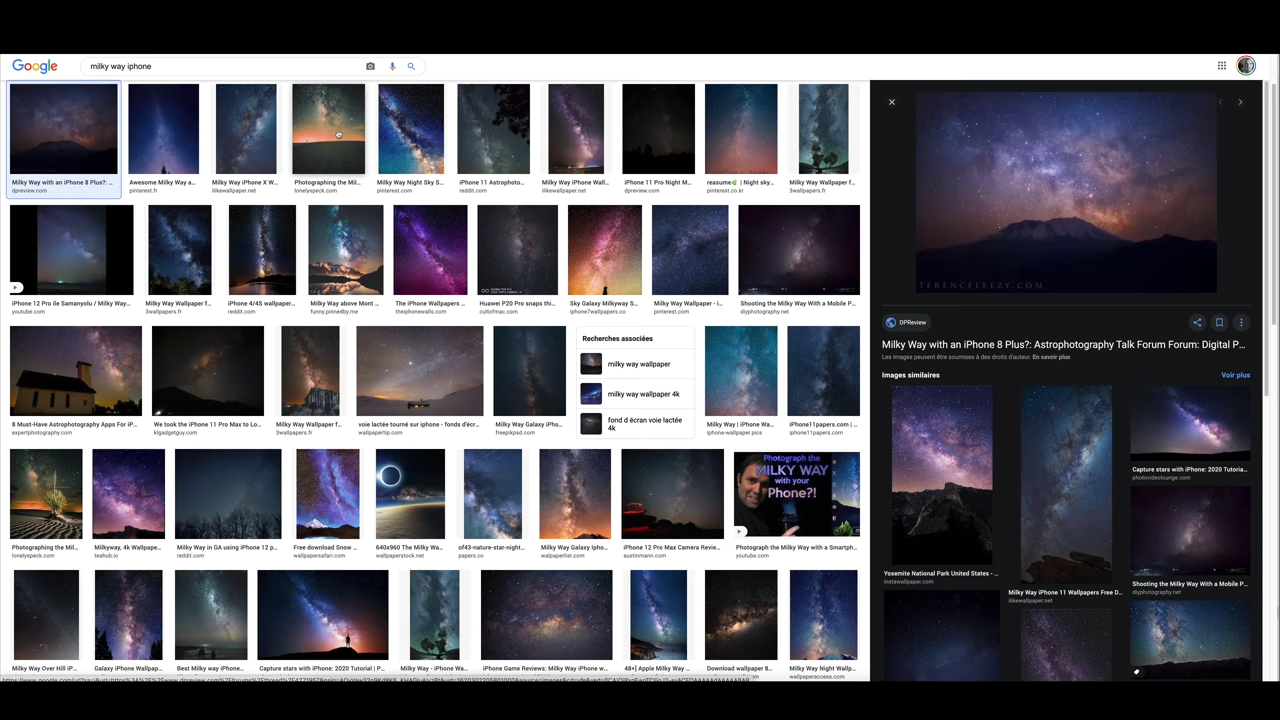 Google
milky way iphone
Milky Way with an iPhone 8 Plus?: ...
dpreview.com
Awesome Milky Way a...
pinterest.fr
Milky Way iPhone X W...
ilikewallpaper.net
Photographing the Mil...
lonelyspeck.com
Milky Way Night Sky S...
pinterest.com
iPhone 11 Astrophoto...
reddit.com
Milky Way iPhone Wall...
ilikewallpaper.net
iPhone 11 Pro Night M...
dpreview.com
reasume | Night sky...
pinterest.co.kr
Milky Way Wallpaper f...
3wallpapers.fr
iPhone 12 Pro ile Samanyolu / Milky Way...
youtube.com
Milky Way Wallpaper f...
3wallpapers.fr
iPhone 4/4S wallpaper...
reddit.com
Milky Way above Mont ...
funny.pinnedby.me
The iPhone Wallpapers ...
theiphonewalls.com
Huawei P20 Pro snaps thi...
cultofmac.com
Sky Galaxy Milkyway S...
iphone7wallpapers.co
Milky Way Wallpaper - i...
pinterest.com
Shooting the Milky Way With a Mobile P...
diyphotography.net
8 Must-Have Astrophotography Apps For iP...
expertphotography.com
We took the iPhone 11 Pro Max to Lo...
klgadgetguy.com
Milky Way Wallpaper f...
3wallpapers.fr
voie lactée tourné sur iphone - fonds d'écr...
wallpapertip.com
Milky Way Galaxy iPho...
freepikpsd.com
Recherches associées
milky way wallpaper
milky way wallpaper 4k
fond d écran voie lactée
4k
Milky Way | iPhone Wa...
iphone-wallpaper.pics
iPhone11papers.com | ...
iphone11papers.com
Photographing the Mil...
lonelyspeck.com
Milkyway, 4k Wallpape...
teahub.io
Milky Way in GA using iPhone 12 p...
reddit.com
Free download Snow ...
wallpapersafari.com
640x960 The Milky Wa...
wallpaperstock.net
of43-nature-star-night...
papers.co
Milky Way Galaxy Ipho...
walpaperlist.com
iPhone 12 Pro Max Camera Revie...
austinmann.com
Photograph the
MILKY WAY
with your
Phone?!
Photograph the Milky Way with a Smartph...
youtube.com
Milky Way Over Hill iP...
Galaxy iPhone Wallpap...
Best Milky way iPhone...
Capture stars with iPhone: 2020 Tutorial | P...
Milky Way - iPhone Wa...
iPhone Game Reviews: Milky Way iPhone w...
48+] Apple Milky Way ...
Download wallpaper 8...
Milky Way Night Wallp...
wallpaperaccess.com
TERENCELEEZY.COM
DPReview
Milky Way with an iPhone 8 Plus?: Astrophotography Talk Forum Forum: Digital P...
Les images peuvent être soumises à des droits d'auteur. En savoir plus
Images similaires
Voir plus
Yosemite National Park United States - ...
instawallpaper.com
Milky Way iPhone 11 Wallpapers Free D...
ilikewallpaper.net
Capture stars with iPhone: 2020 Tutoria...
photovideolounge.com
Shooting the Milky Way With a Mobile P...
diyphotography.net